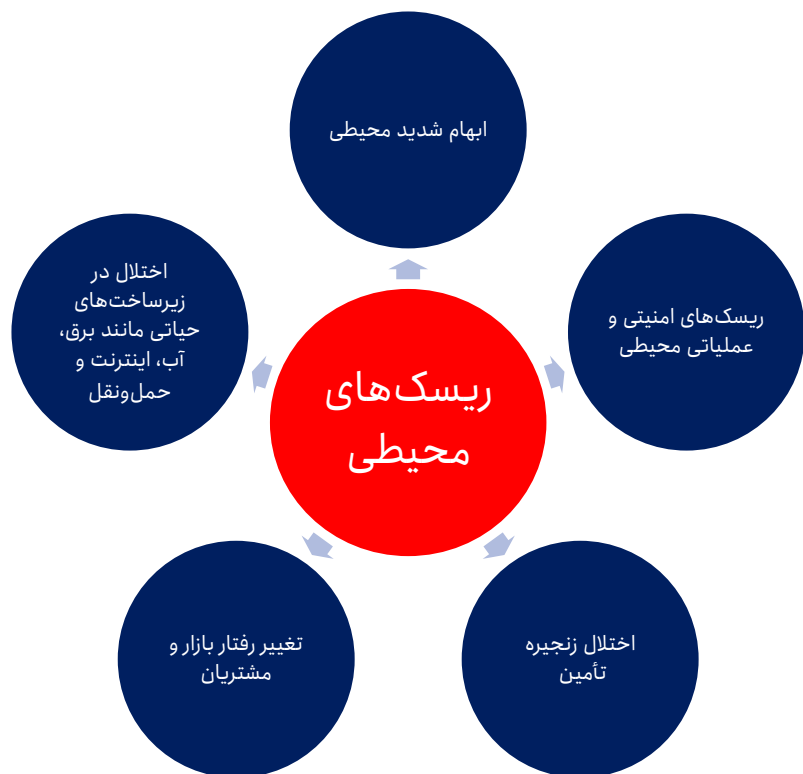 ابهام شدید محیطی
ریسک‌های امنیتی و
عملیاتی محیطی
اختلال زنجیره
تأمین
تغییر رفتار بازار و
مشتریان
اختلال در
زیرساخت‌های
حیاتی مانند برق،
آب، اینترنت و
حمل‌ونقل
ریسک‌های
محیطی